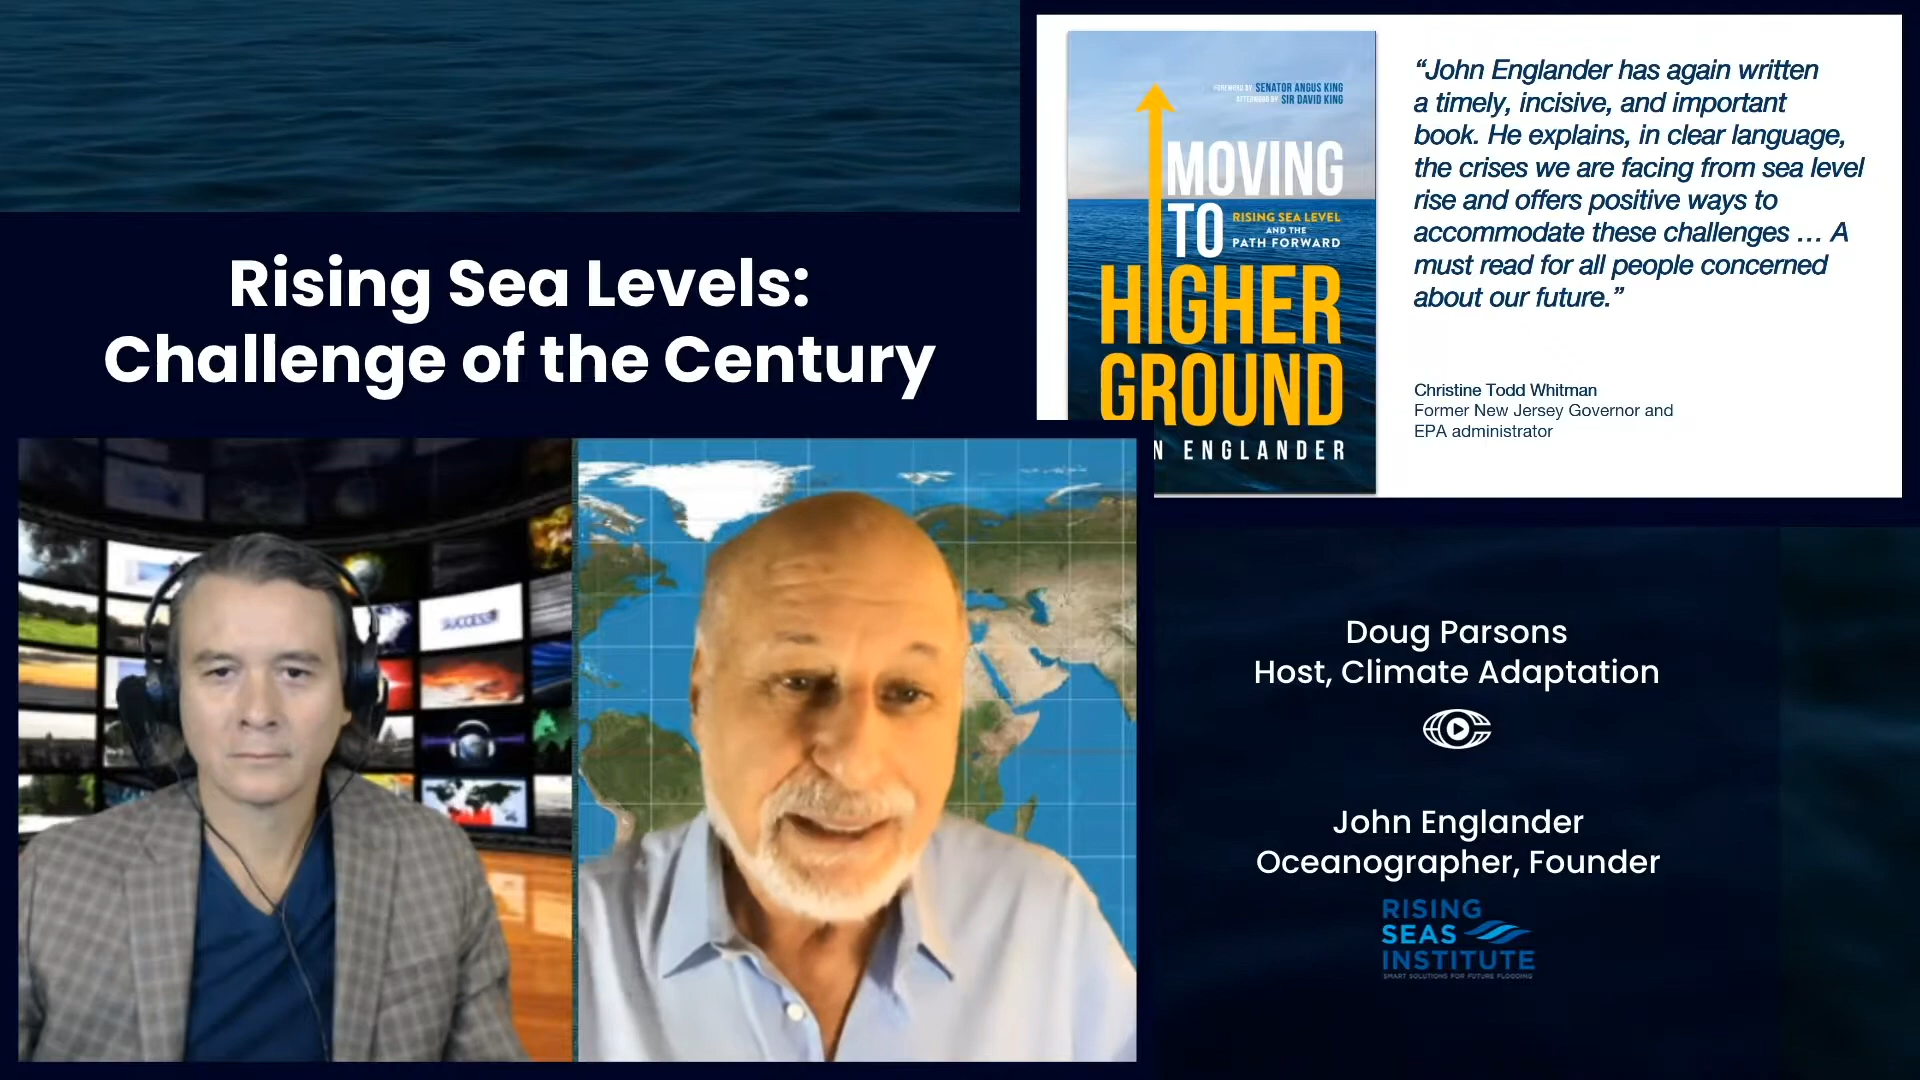 Rising Sea Levels:
Challenge of the Century
FOREWORD BY SENATOR ANGUS KING
AFTERWORD BY SIR DAVID KING
MOVING
TO
RISING SEA LEVEL
AND THE
PATH FORWARD
HIGHER
GROUND
N ENGLANDER
“John Englander has again written
a timely, incisive, and important
book. He explains, in clear language,
the crises we are facing from sea level
rise and offers positive ways to
accommodate these challenges … A
must read for all people concerned
about our future.”
Christine Todd Whitman
Former New Jersey Governor and
EPA administrator
SUCCESS
Doug Parsons
Host, Climate Adaptation
John Englander
Oceanographer, Founder
RISING
SEAS
INSTITUTE
SMART SOLUTIONS FOR FUTURE FLOODING